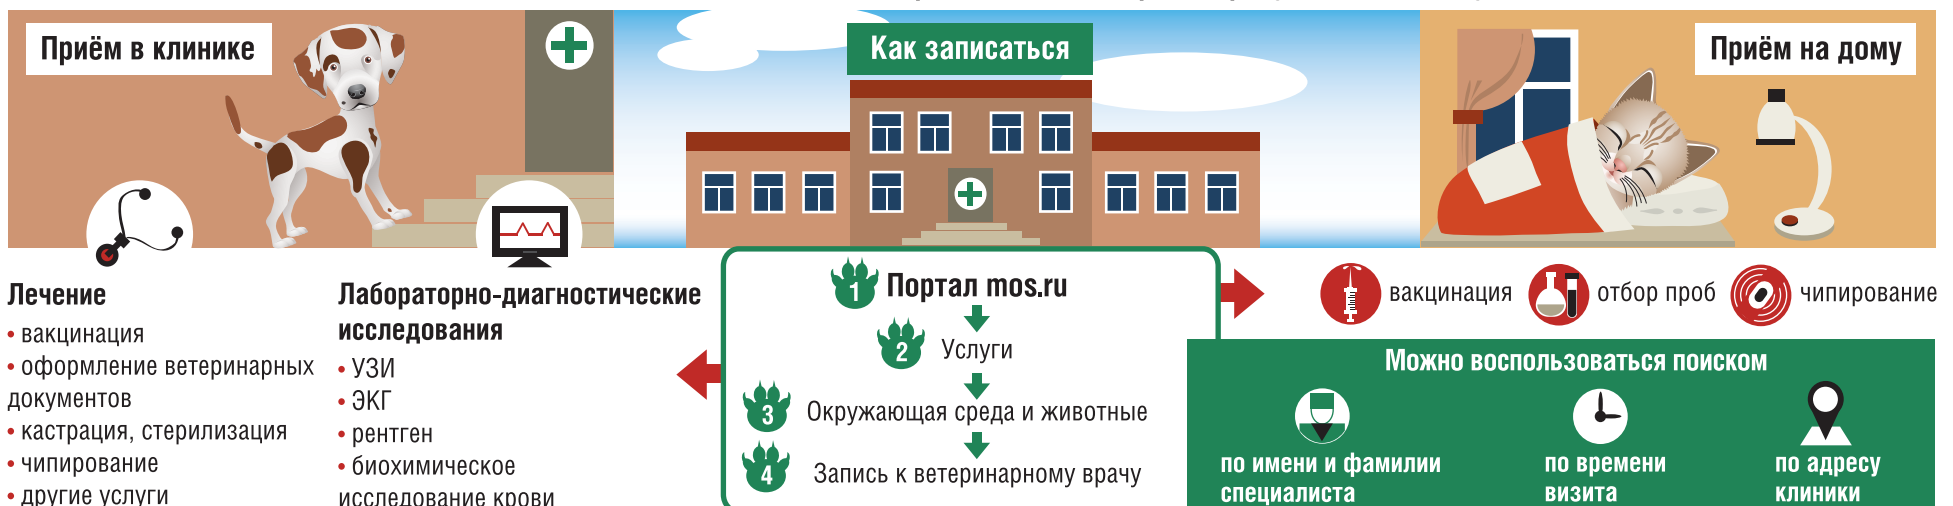 Приём в клинике
Как записаться
Приём на дому
Лечение
• вакцинация
• оформление ветеринарных
документов
• кастрация, стерилизация
• чипирование
• другие услуги
Лабораторно-диагностические
исследования
• УЗИ
• ЭКГ
• рентген
• биохимическое
исследование крови
1 Портал mos.ru
2 Услуги
3 Окружающая среда и животные
4 Запись к ветеринарному врачу
вакцинация
отбор проб
чипирование
Можно воспользоваться поиском
по имени и фамилии
специалиста
по времени
визита
по адресу
клиники